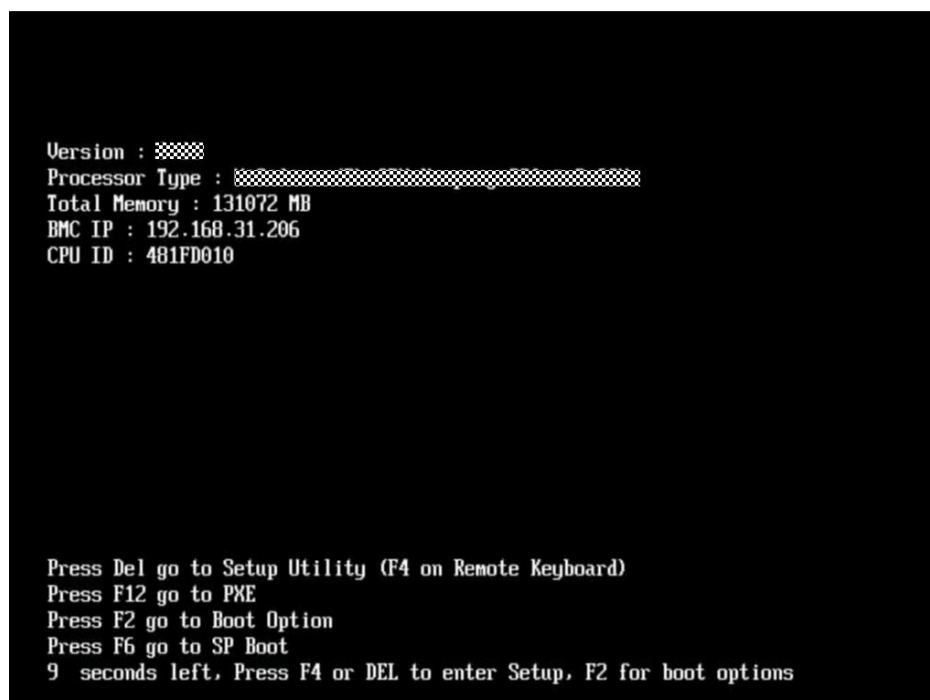 Version :
Processor Type :
Total Memory : 131072 MB
BMC IP : 192.168.31.206
CPU ID : 481FD010
Press Del go to Setup Utility (F4 on Remote Keyboard)
Press F12 go to PXE
Press F2 go to Boot Option
Press F6 go to SP Boot
9 seconds left, Press F4 or DEL to enter Setup, F2 for boot options